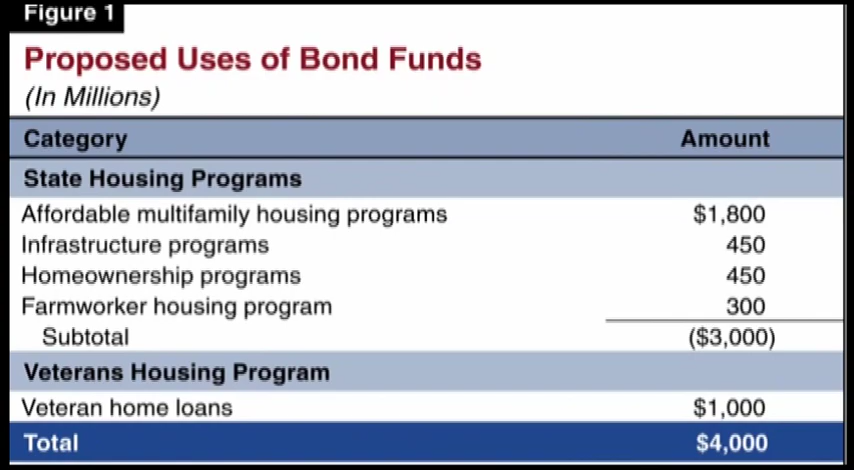 Figure 1
Proposed Uses of Bond Funds
(In Millions)
Category Amount
State Housing Programs
Affordable multifamily housing programs $1,800
Infrastructure programs 450
Homeownership programs 450
Farmworker housing program 300
Subtotal ($3,000)
Veterans Housing Program
Veteran home loans $1,000
Total $4,000